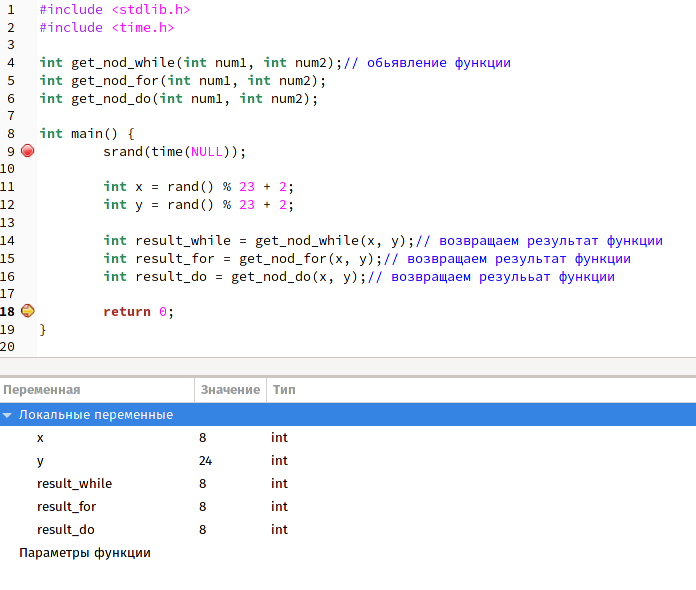 1 #include <stdlib.h>
2 #include <time.h>
3
4 int get_nod_while(int num1, int num2);// обьявление функции
5 int get_nod_for(int num1, int num2);
6 int get_nod_do(int num1, int num2);
7
8 int main() {
9 srand(time(NULL));
10
11 int x = rand() % 23 + 2;
12 int y = rand() % 23 + 2;
13
14 int result_while = get_nod_while(x, y);// возвращаем результат функции
15 int result_for = get_nod_for(x, y);// возвращаем результат функции
16 int result_do = get_nod_do(x, y);// возвращаем резульат функции
17
18 return 0;
19 }
20
Переменная Значение Тип
Локальные переменные
x 8 int
y 24 int
result_while 8 int
result_for 8 int
result_do 8 int
Параметры функции